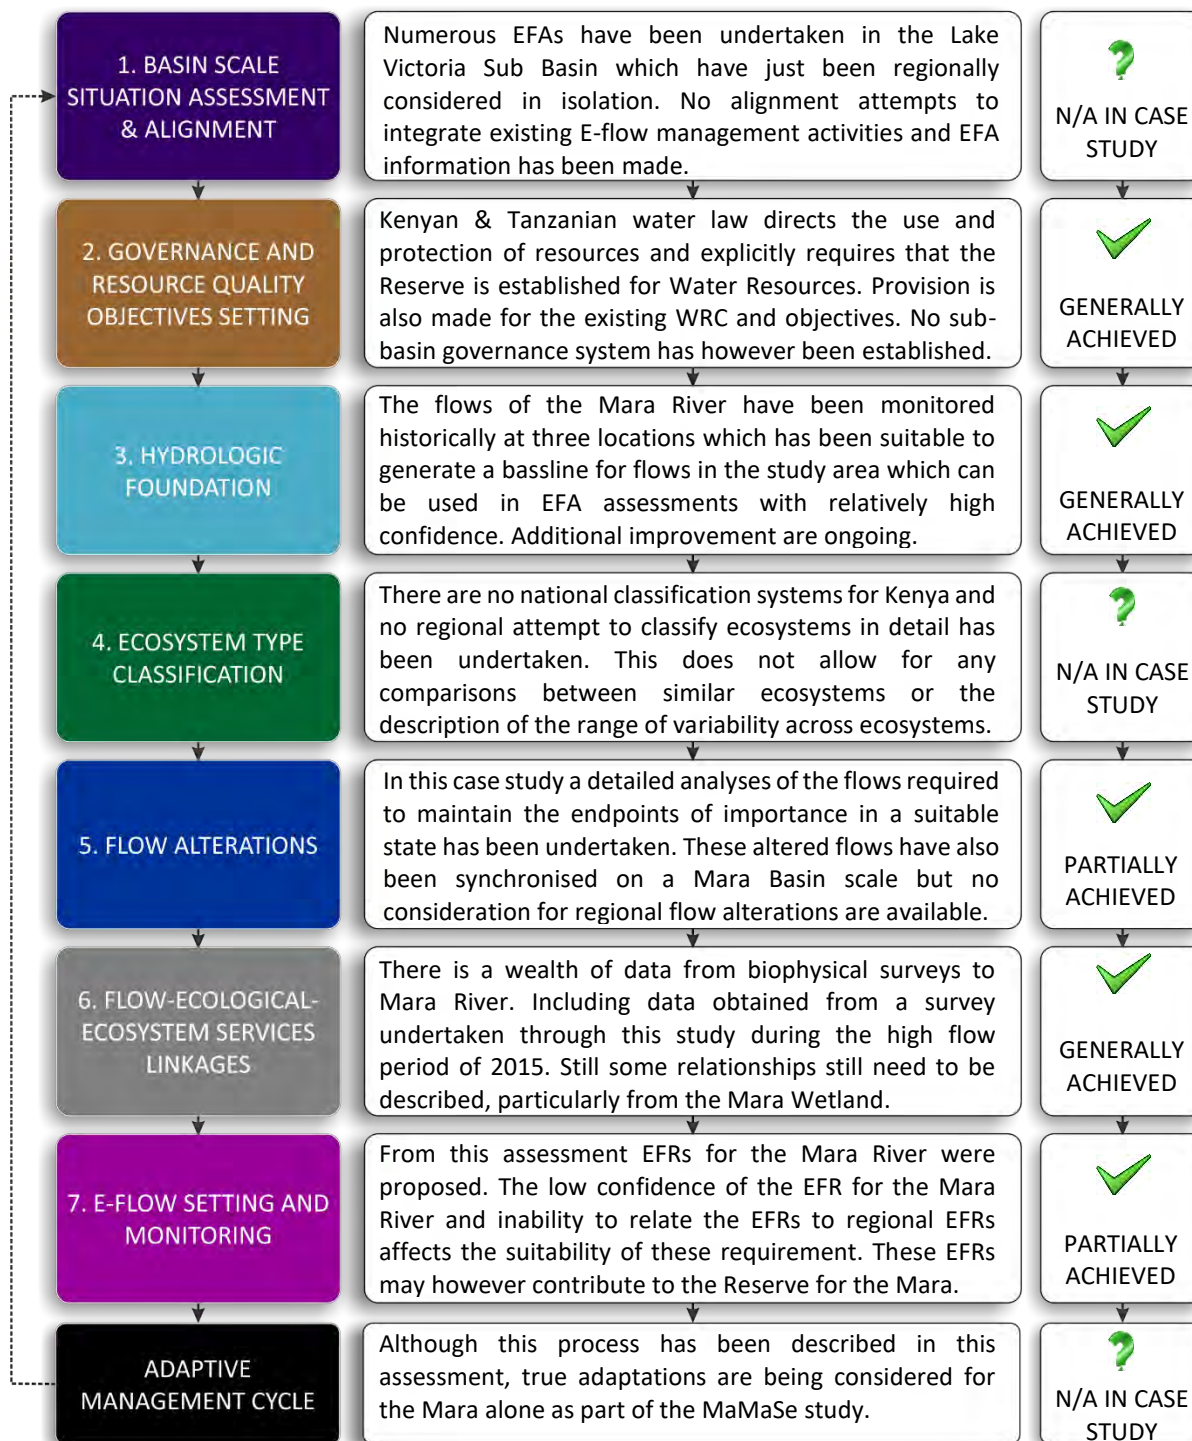 1. BASIN SCALE
SITUATION ASSESSMENT
& ALIGNMENT
Numerous EFAs have been undertaken in the Lake
Victoria Sub Basin which have just been regionally
considered in isolation. No alignment attempts to
integrate existing E-flow management activities and EFA
information has been made.
?
N/A IN CASE
STUDY
2. GOVERNANCE AND
RESOURCE QUALITY
OBJECTIVES SETTING
Kenyan & Tanzanian water law directs the use and
protection of resources and explicitly requires that the
Reserve is established for Water Resources. Provision is
also made for the existing WRC and objectives. No sub-
basin governance system has however been established.
GENERALLY
ACHIEVED
3. HYDROLOGIC
FOUNDATION
The flows of the Mara River have been monitored
historically at three locations which has been suitable to
generate a bassline for flows in the study area which can
be used in EFA assessments with relatively high
confidence. Additional improvement are ongoing.
GENERALLY
ACHIEVED
4. ECOSYSTEM TYPE
CLASSIFICATION
There are no national classification systems for Kenya and
no regional attempt to classify ecosystems in detail has
been undertaken. This does not allow for any
comparisons between similar ecosystems or the
description of the range of variability across ecosystems.
?
N/A IN CASE
STUDY
5. FLOW ALTERATIONS
In this case study a detailed analyses of the flows required
to maintain the endpoints of importance in a suitable
state has been undertaken. These altered flows have also
been synchronised on a Mara Basin scale but no
consideration for regional flow alterations are available.
PARTIALLY
ACHIEVED
6. FLOW-ECOLOGICAL-
ECOSYSTEM SERVICES
LINKAGES
There is a wealth of data from biophysical surveys to
Mara River. Including data obtained from a survey
undertaken through this study during the high flow
period of 2015. Still some relationships still need to be
described, particularly from the Mara Wetland.
GENERALLY
ACHIEVED
7. E-FLOW SETTING AND
MONITORING
From this assessment EFRs for the Mara River were
proposed. The low confidence of the EFR for the Mara
River and inability to relate the EFRs to regional EFRs
affects the suitability of these requirement. These EFRs
may however contribute to the Reserve for the Mara.
PARTIALLY
ACHIEVED
ADAPTIVE
MANAGEMENT CYCLE
Although this process has been described in this
assessment, true adaptations are being considered for
the Mara alone as part of the MaMaSe study.
?
N/A IN CASE
STUDY